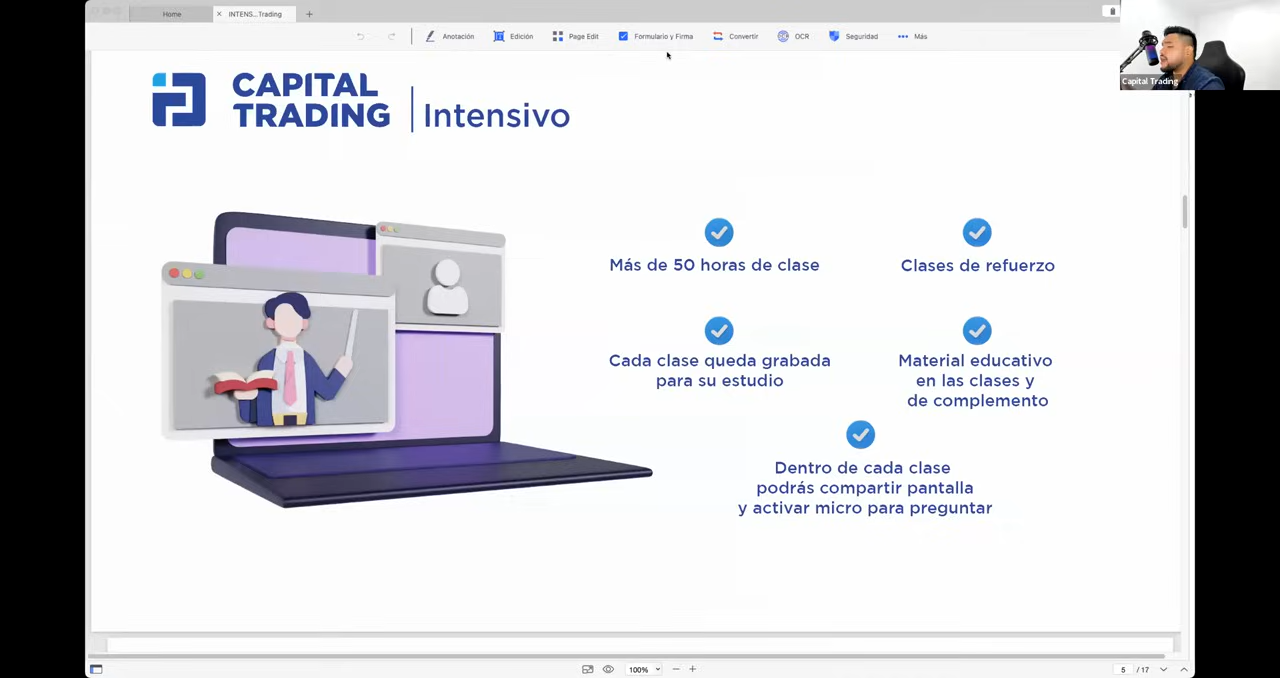 Home
INTENS...Trading
Anotación
Edición
Page Edit
Formulario y Firma
Convertir
OCR
Seguridad
Más
Capital Trading
CAPITAL
TRADING
Intensivo
Más de 50 horas de clase
Clases de refuerzo
Cada clase queda grabada
para su estudio
Material educativo
en las clases y
de complemento
Dentro de cada clase
podrás compartir pantalla
y activar micro para preguntar
100%
5 / 17